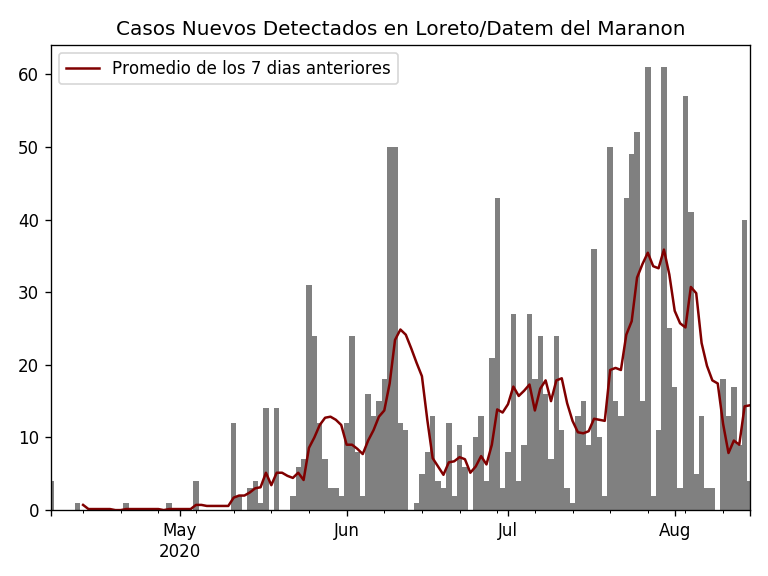 Casos Nuevos Detectados en Loreto/Datem del Maranon
Promedio de los 7 dias anteriores
60
50
40
30
20
10
0
May
2020
Jun
Jul
Aug